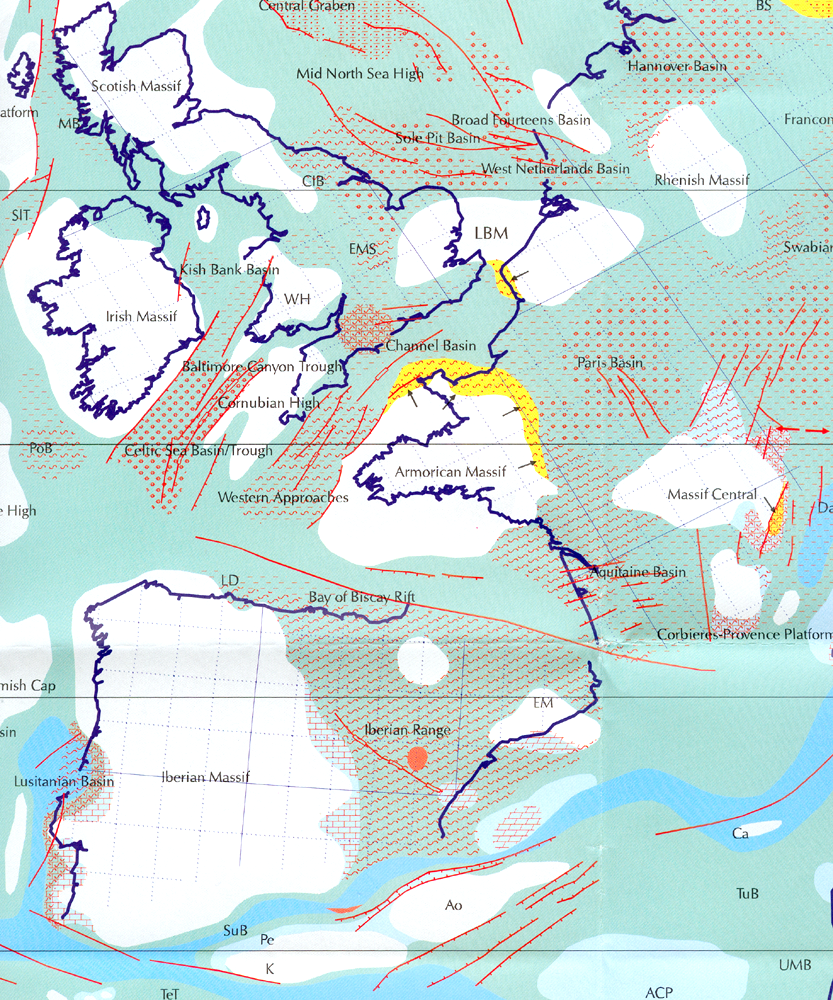 Central Graben
BS
Hannover Basin
Mid North Sea High
Scotish Massif
atform
MB
Broad Fourteens Basin
Francon
Sole Pit Basin
West Netherlands Basin
CIB
Rhenish Massif
SIT
LBM
EMS
Swabian
Kish Bank Basin
WH
Irish Massif
Channel Basin
Paris Basin
Baltimore Canyon Trough
Cornubian High
PoB
Celtic Sea Basin/Trough
Armorican Massif
Western Approaches
Massif Central
e High
Da
Aquitaine Basin
LD
Bay of Biscay Rift
Corbieres-Provence Platform
mish Cap
EM
Iberian Range
sin
Lusitanian Basin
Iberian Massif
Ca
TuB
Ao
SuB
Pe
K
UMB
TeT
ACP